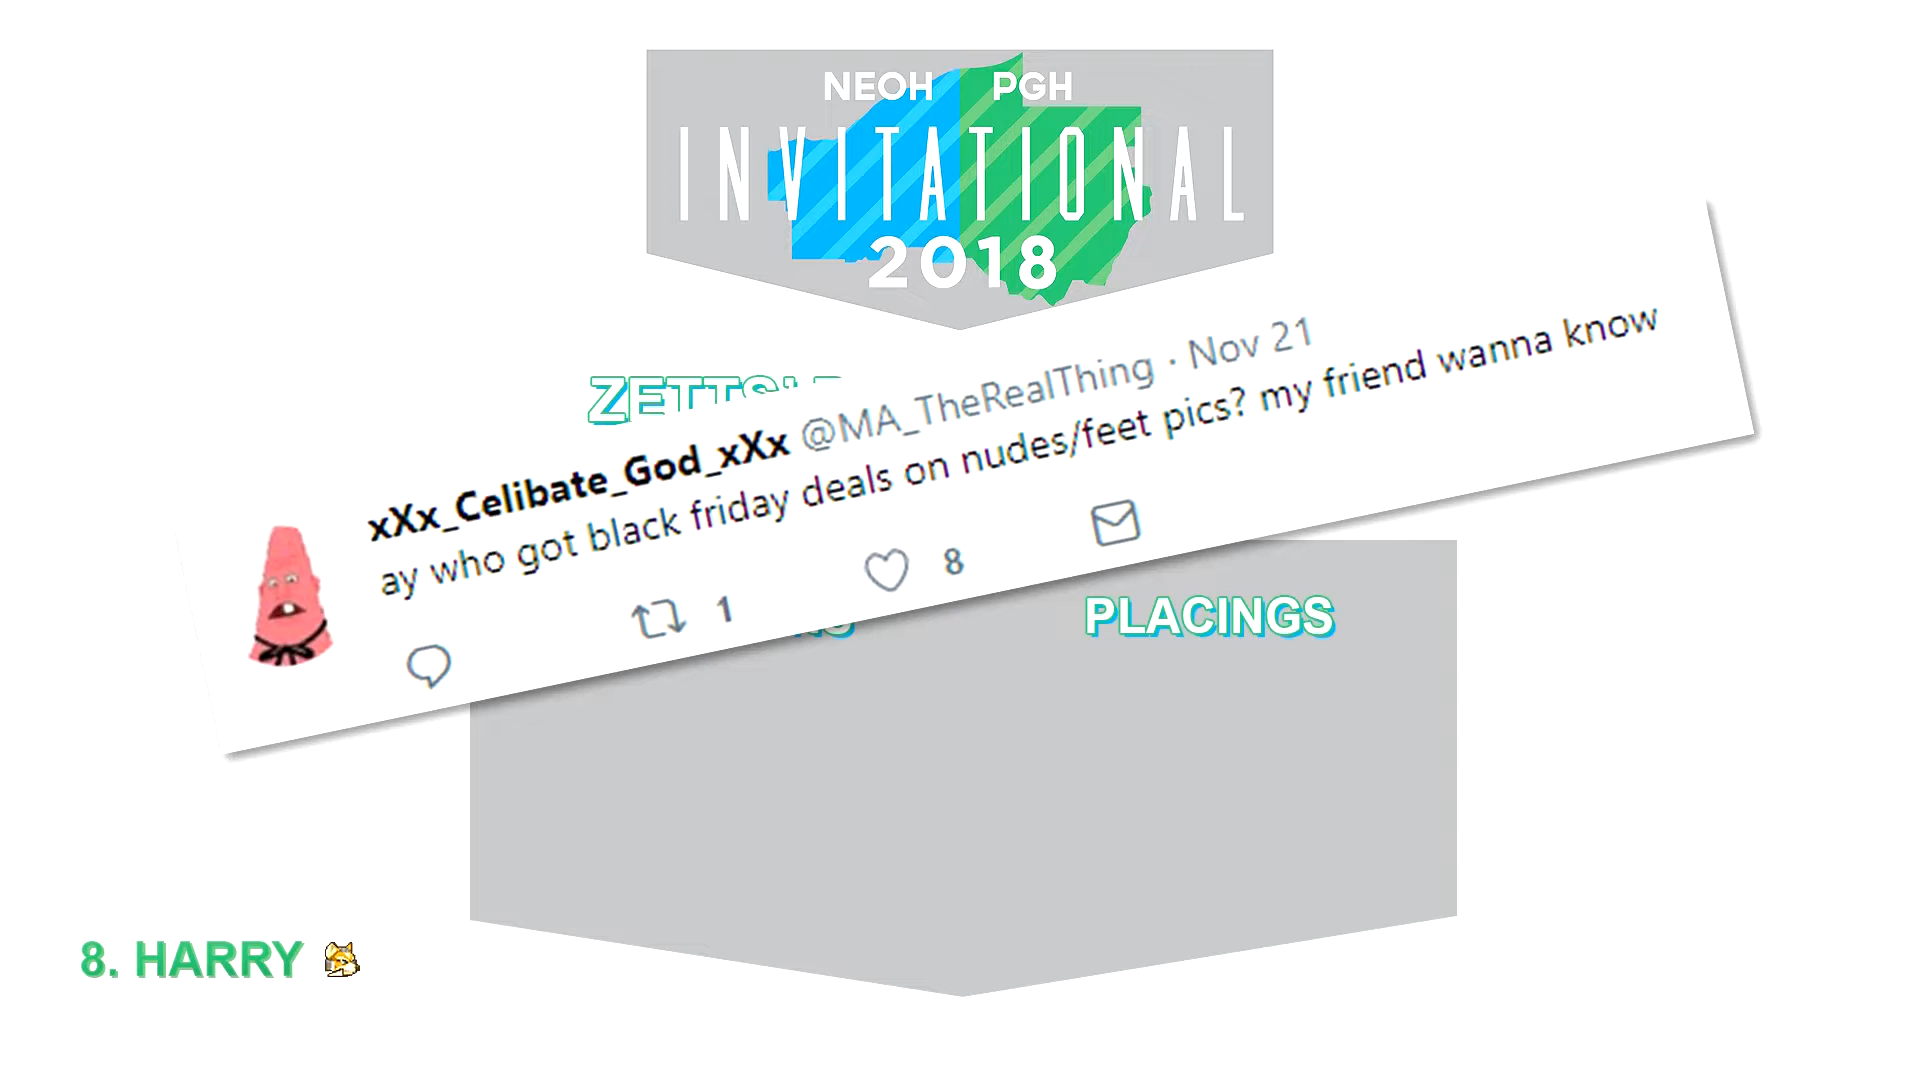 NEOH PGH
INVITATIONAL
2018
xXx_Celibate_God_xXx @MA_TheRealThing · Nov 21
ay who got black friday deals on nudes/feet pics? my friend wanna know
1
8
PLACINGS
8. HARRY